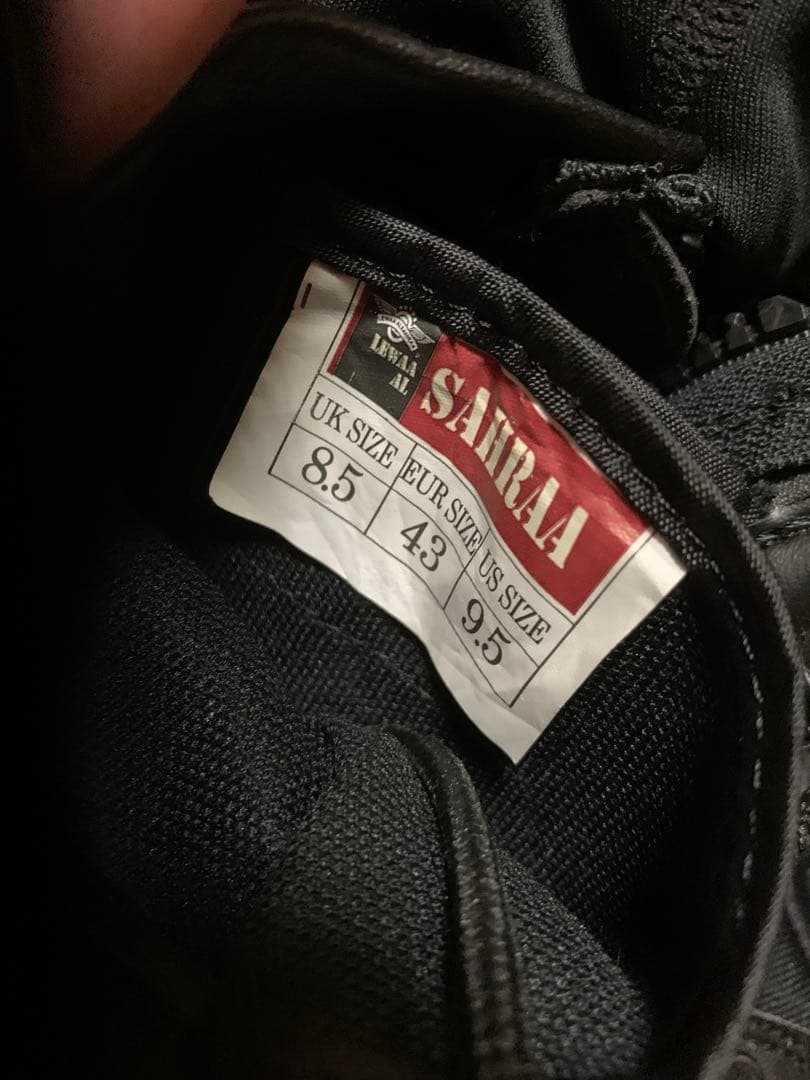 LEWAA
AL
SAHRAA
UK SIZE
8.5
EUR SIZE
43
US SIZE
9.5